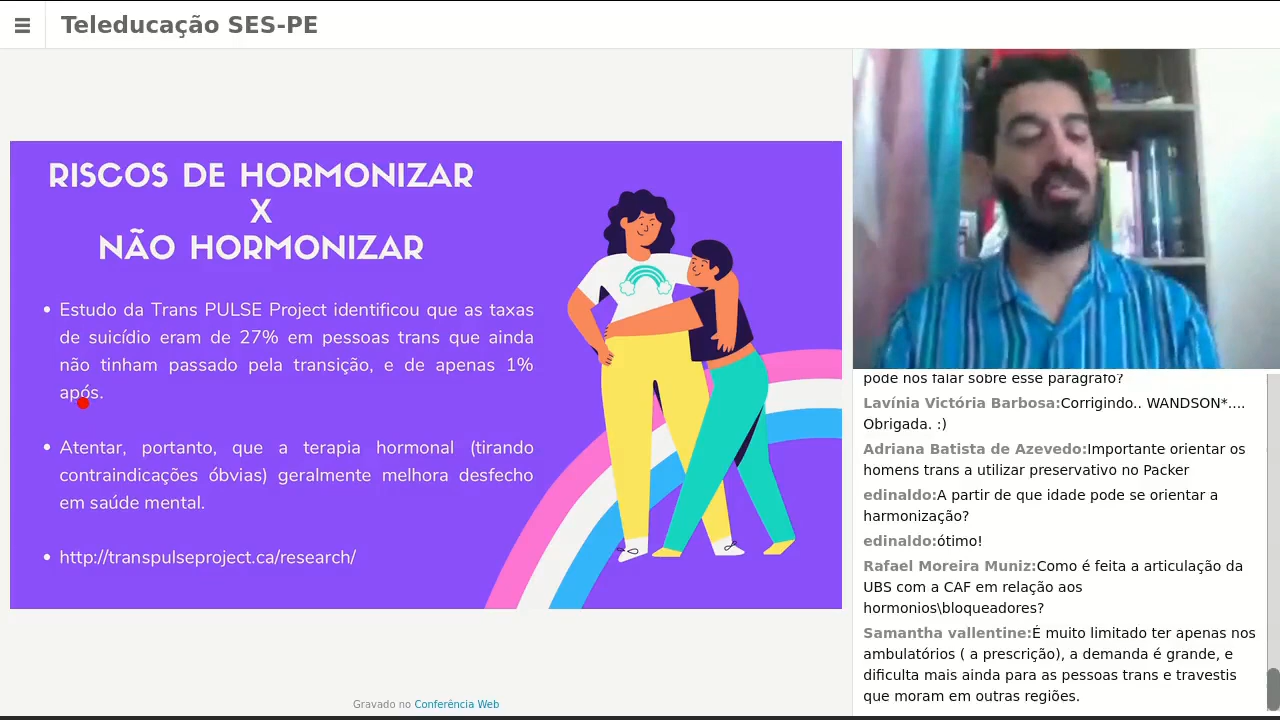 Teleducação SES-PE
RISCOS DE HORMONIZAR
X
NÃO HORMONIZAR
• Estudo da Trans PULSE Project identificou que as taxas
de suicídio eram de 27% em pessoas trans que ainda
não tinham passado pela transição, e de apenas 1%
após.
• Atentar, portanto, que a terapia hormonal (tirando
contraindicações óbvias) geralmente melhora desfecho
em saúde mental.
• http://transpulseproject.ca/research/
Gravado no Conferência Web
pode nos falar sobre esse paragrafo?
Lavínia Victória Barbosa:Corrigindo.. WANDSON*....
Obrigada. :)
Adriana Batista de Azevedo:Importante orientar os
homens trans a utilizar preservativo no Packer
edinaldo:A partir de que idade pode se orientar a
harmonização?
edinaldo:ótimo!
Rafael Moreira Muniz:Como é feita a articulação da
UBS com a CAF em relação aos
hormonios\bloqueadores?
Samantha vallentine:É muito limitado ter apenas nos
ambulatórios ( a prescrição), a demanda é grande, e
dificulta mais ainda para as pessoas trans e travestis
que moram em outras regiões.